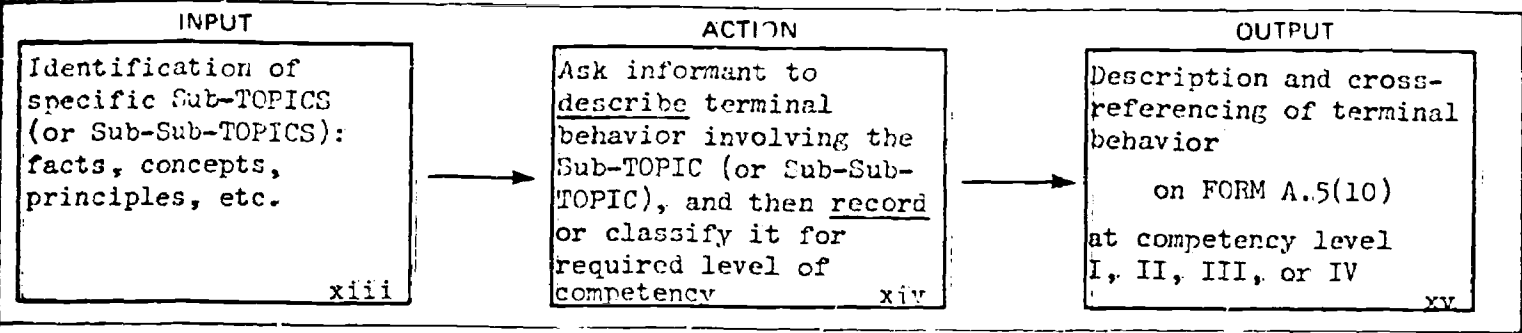 INPUT
Identification of
specific Sub-TOPICS
(or Sub-Sub-TOPICS):
facts, concepts,
principles, etc.
xiii
ACTION
Ask informant to
describe terminal
behavior involving the
Sub-TOPIC (or Sub-Sub-
TOPIC), and then record
or classify it for
required level of
competency
xiv
OUTPUT
Description and cross-
referencing of terminal
behavior
on FORM A.5(10)
at competency level
I, II, III, or IV
xv